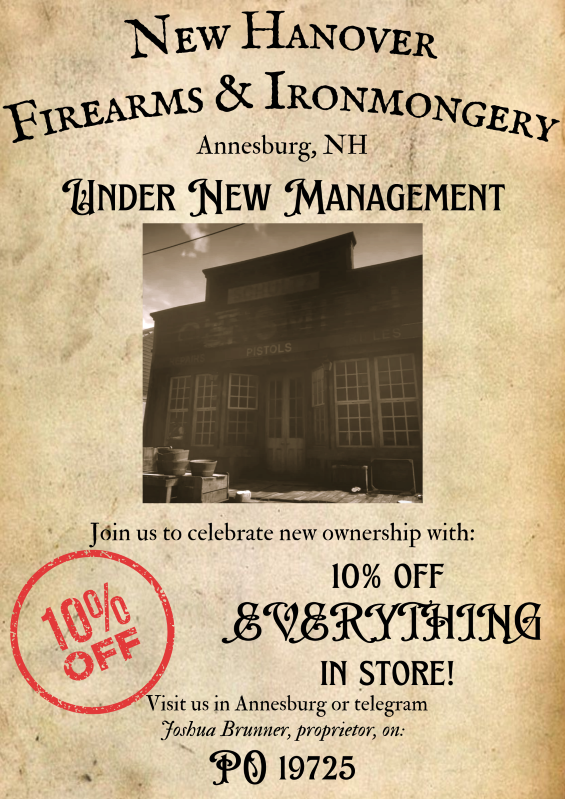 New Hanover
Firearms & Ironmongery
Annesburg, NH
Under New Management
PISTOLS
Join us to celebrate new ownership with:
10% OFF
10% OFF
EVERYTHING
IN STORE!
Visit us in Annesburg or telegram
Joshua Brunner, proprietor, on:
PO 19725